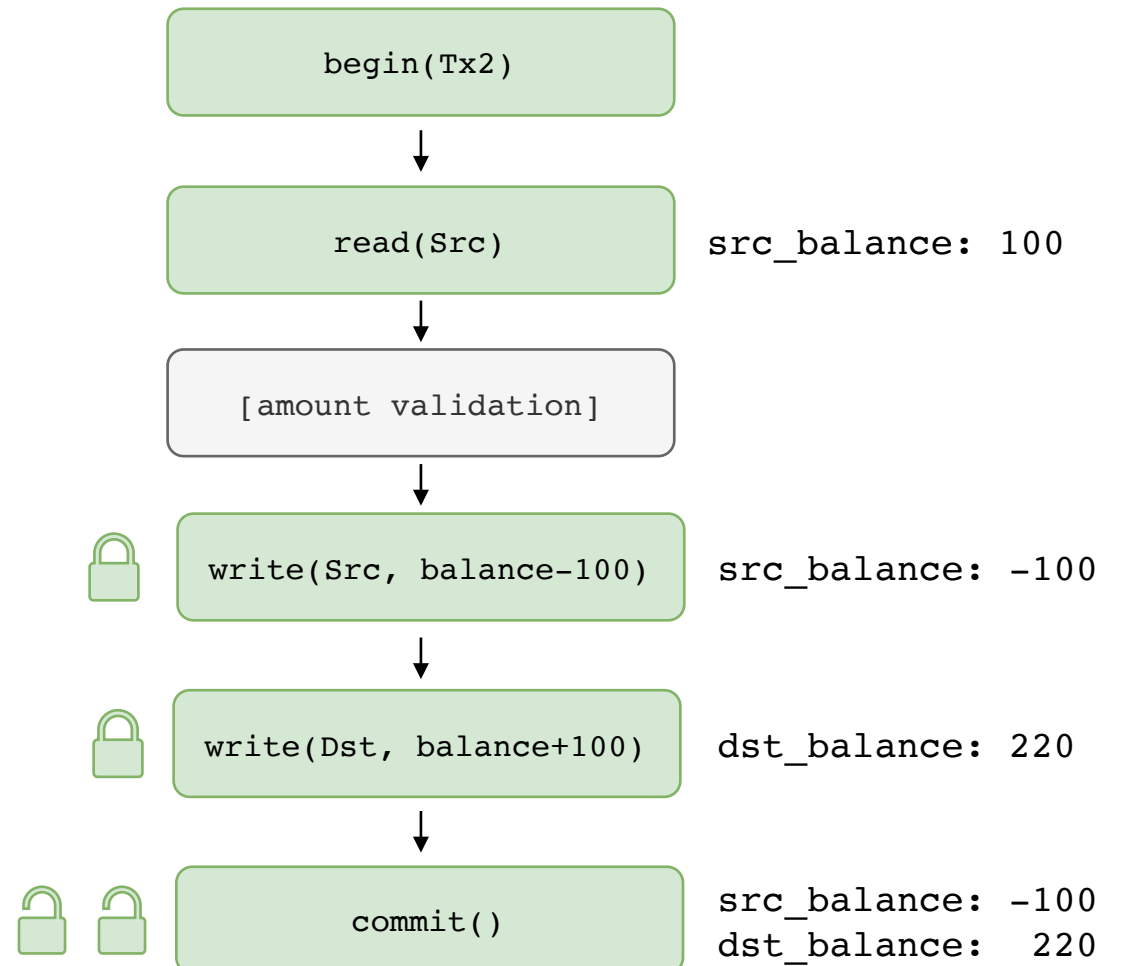 begin(Tx2)
read(Src) src_balance: 100
[amount validation]
write(Src, balance-100) src_balance: -100
write(Dst, balance+100) dst_balance: 220
commit() src_balance: -100
dst_balance: 220